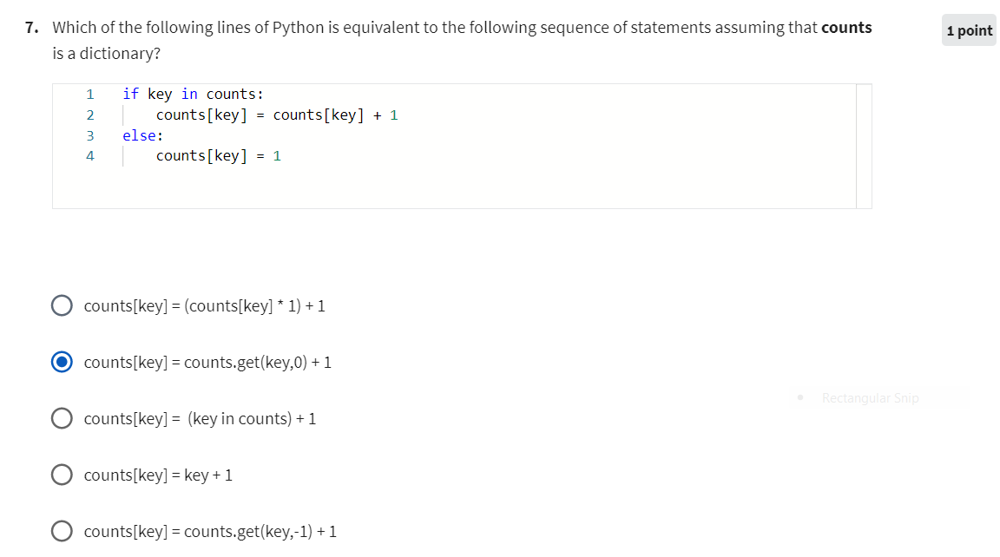 7. Which of the following lines of Python is equivalent to the following sequence of statements assuming that counts
is a dictionary?
1 point
1 if key in counts:
2 counts[key] = counts[key] + 1
3 else:
4 counts[key] = 1
counts[key] = (counts[key] * 1) + 1
counts[key] = counts.get(key,0) + 1
Rectangular Snip
counts[key] = (key in counts) + 1
counts[key] = key + 1
counts[key] = counts.get(key,-1) + 1